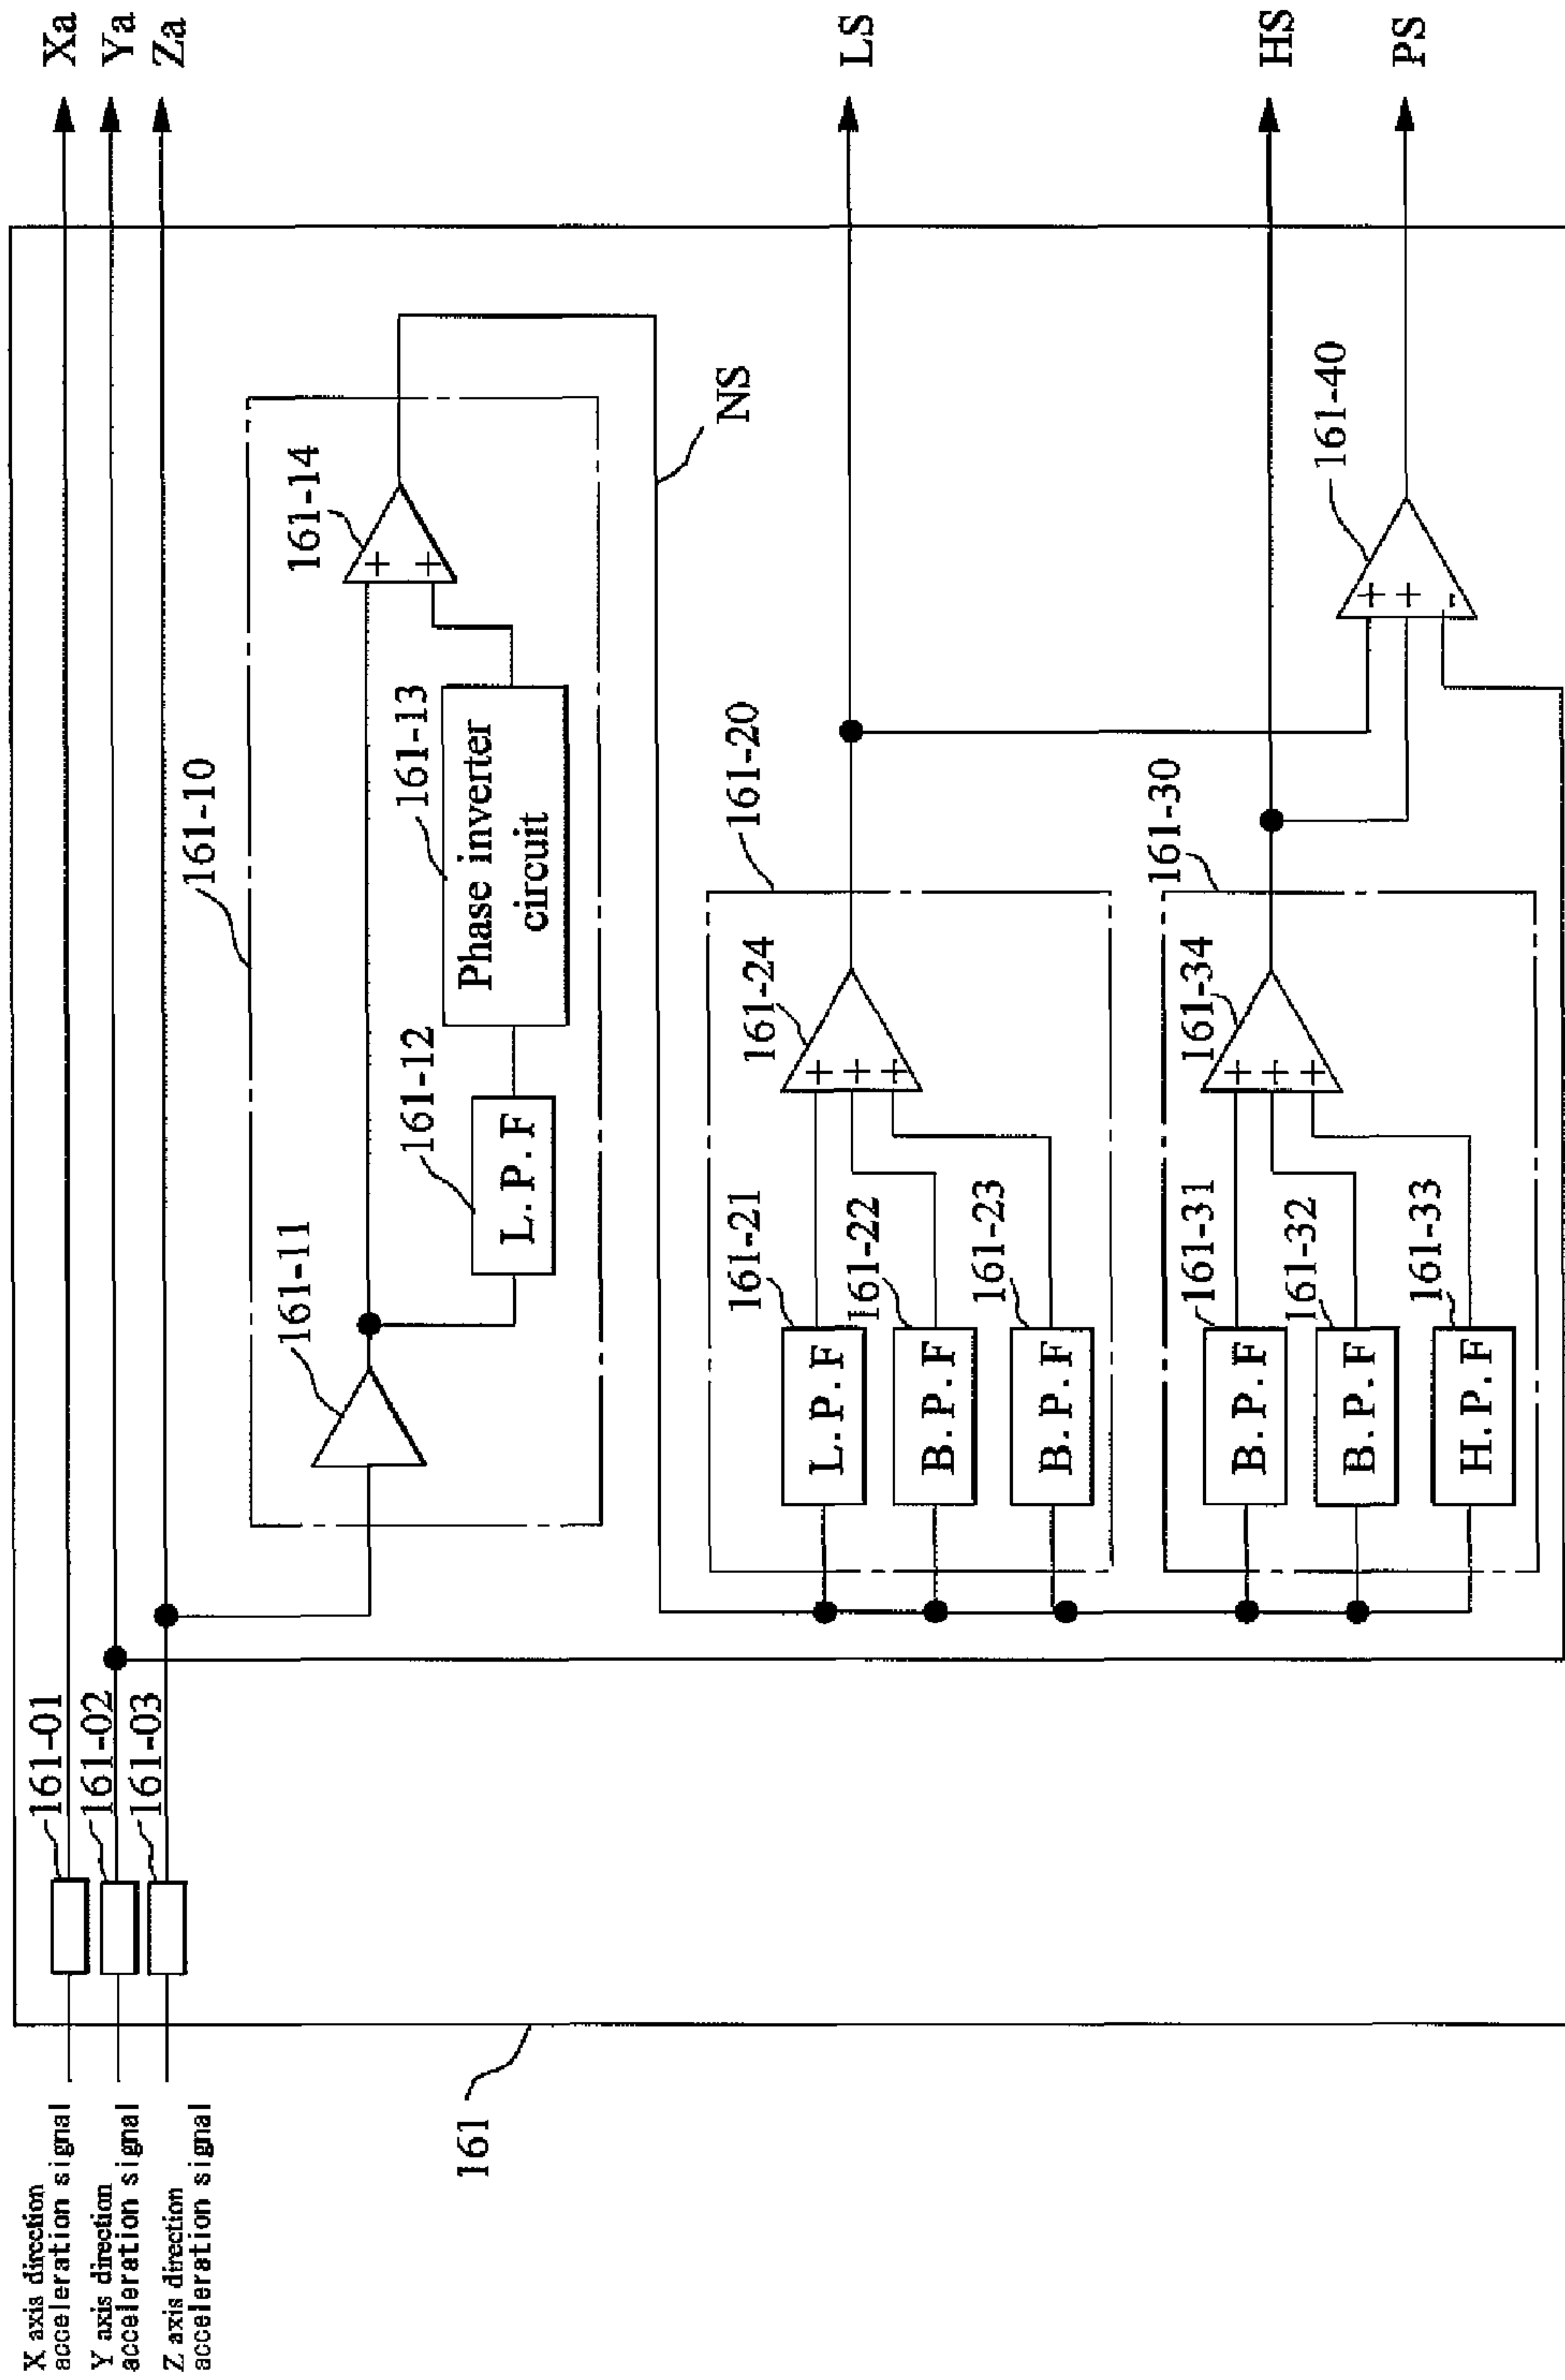 X axis direction
acceleration signal
Y axis direction
acceleration signal
Z axis direction
acceleration signal
161
161-01
161-02
161-03
Xa
Ya
Za
161-10
161-11
161-12
L.P.F
161-13
Phase inverter
circuit
161-14
+
+
NS
161-20
161-21
L.P.F
161-22
B.P.F
161-23
B.P.F
161-24
+
+
+
LS
161-30
161-31
B.P.F
161-32
B.P.F
161-33
H.P.F
161-34
+
+
+
HS
161-40
+
+
-
PS